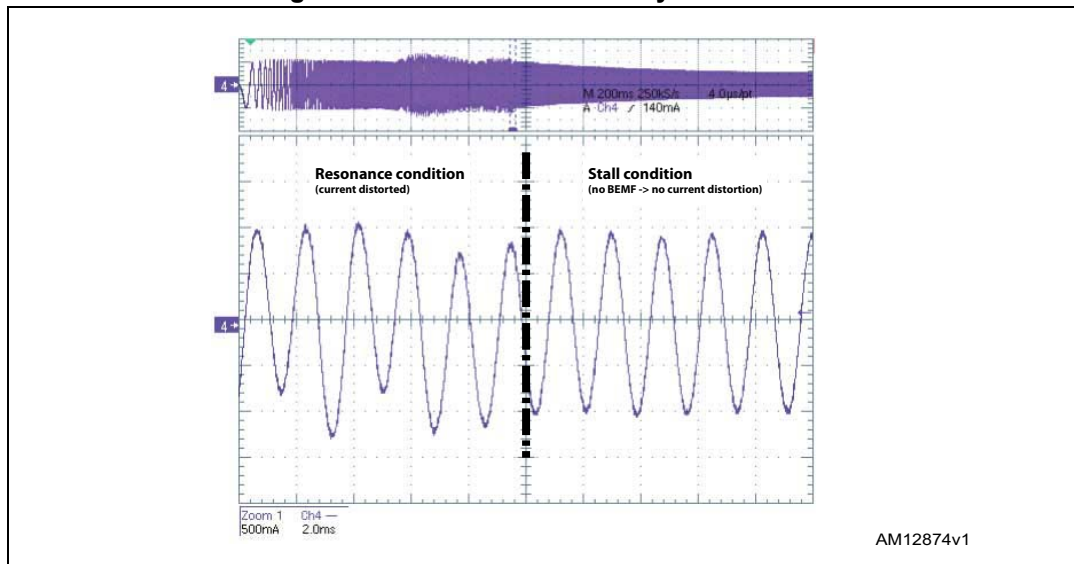 4
M 200ms 250kS/s 4.0µs/pt
A Ch4 / 140mA
Resonance condition
(current distorted)
Stall condition
(no BEMF -> no current distortion)
4
Zoom 1 Ch4
500mA 2.0ms
AM12874v1